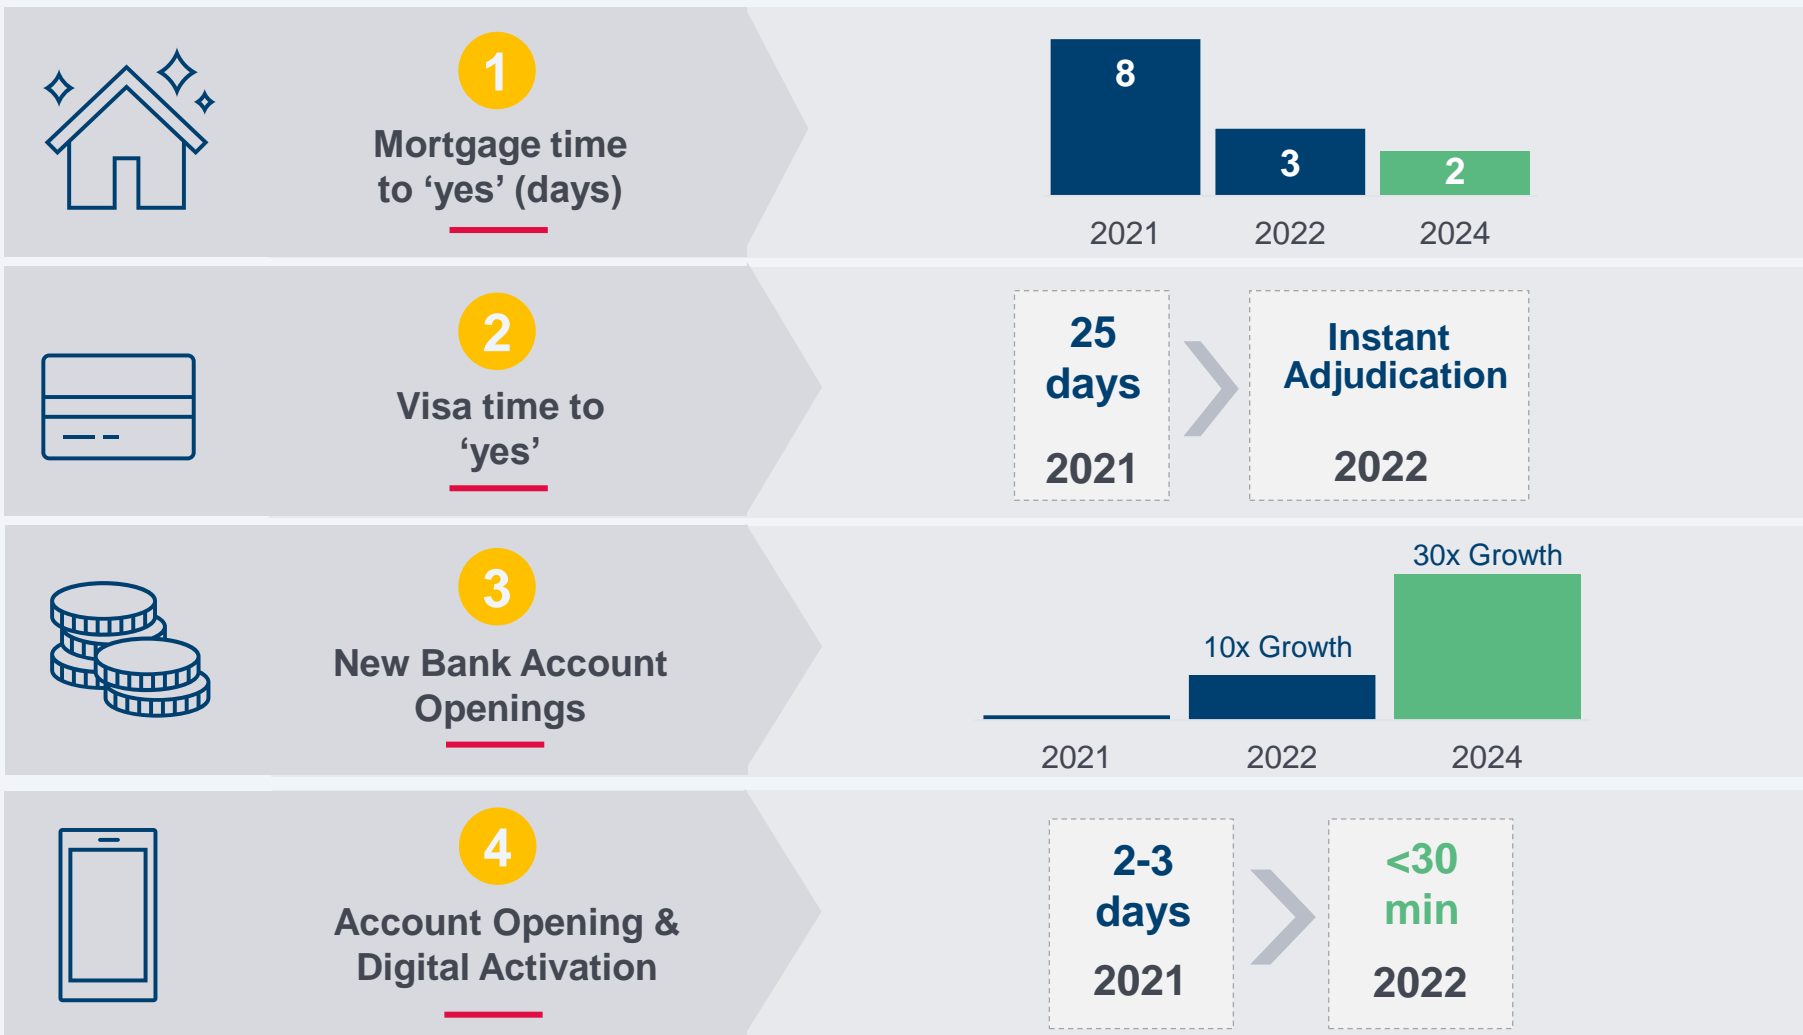 1
Mortgage time
to ‘yes’ (days)
8
3
2
2021
2022
2024
2
Visa time to
‘yes’
25
days
2021
Instant
Adjudication
2022
3
New Bank Account
Openings
10x Growth
30x Growth
2021
2022
2024
4
Account Opening &
Digital Activation
2-3
days
2021
<30
min
2022